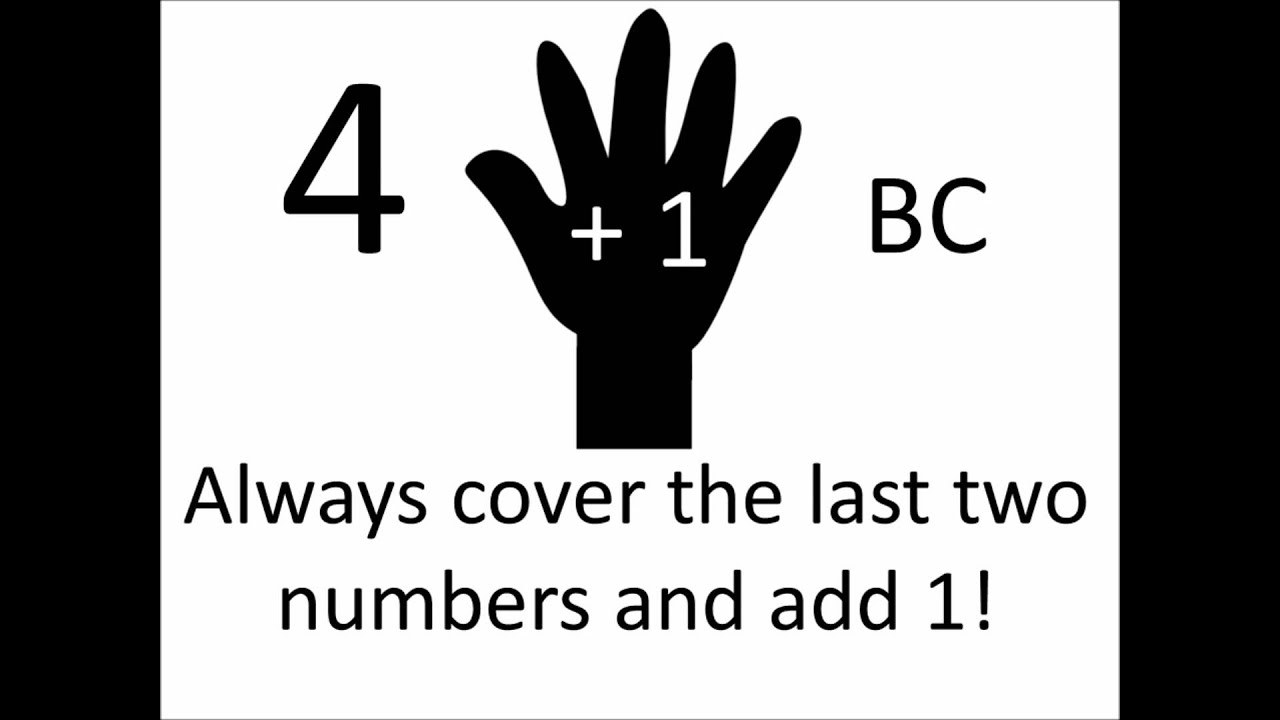 4 + 1 BC
Always cover the last two
numbers and add 1!